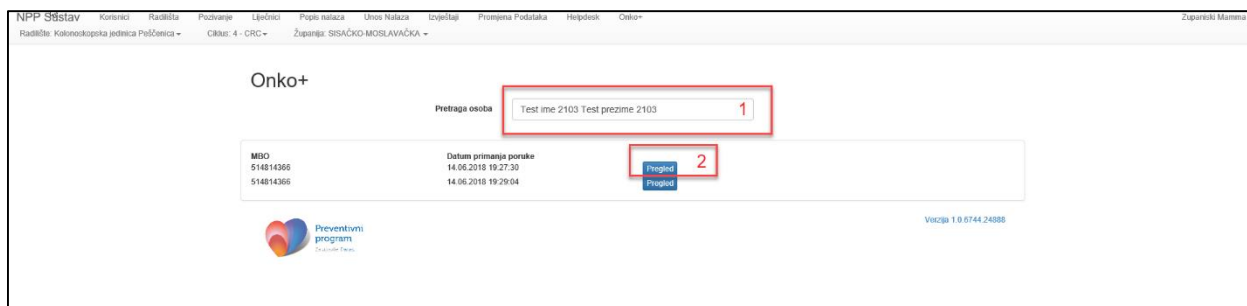 NPP Sustav Korisnici Radilišta Pozivanje Liječnici Popis nalaza Unos Nalaza Izvještaji Promjena Podataka Helpdesk Onko+ Zupaniski Mamma
Radilište: Kolonoskopska jedinica Peščenica Ciklus: 4 - CRC Županija: SISAČKO-MOSLAVAČKA
Onko+
Pretraga osoba Test ime 2103 Test prezime 2103 1
MBO Datum primanja poruke
514814366 14.06.2018 19:27:30 Pregled 2
514814366 14.06.2018 19:29:04 Pregled
Preventivni
program
Verzija 1.0.6744.24888